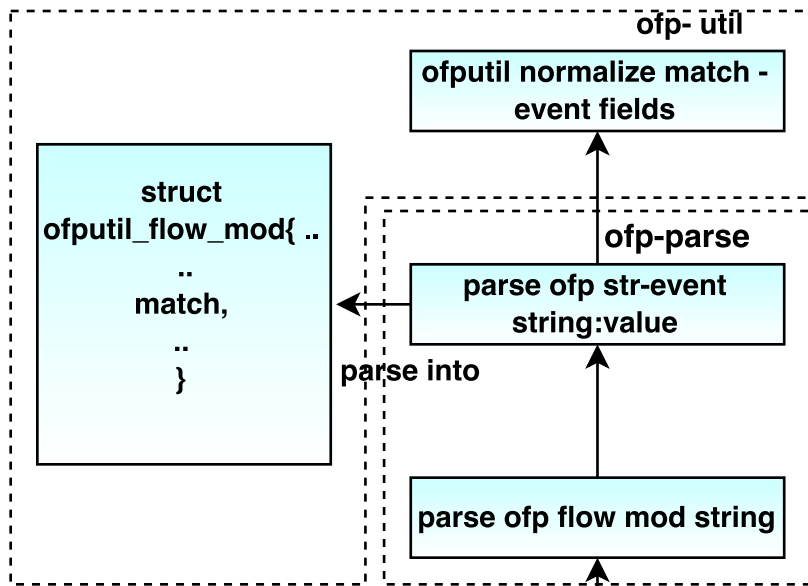 ofp- util
ofputil normalize match -
event fields
struct
ofputil_flow_mod{ ..
..
match,
..
}
ofp-parse
parse ofp str-event
string:value
parse into
parse ofp flow mod string